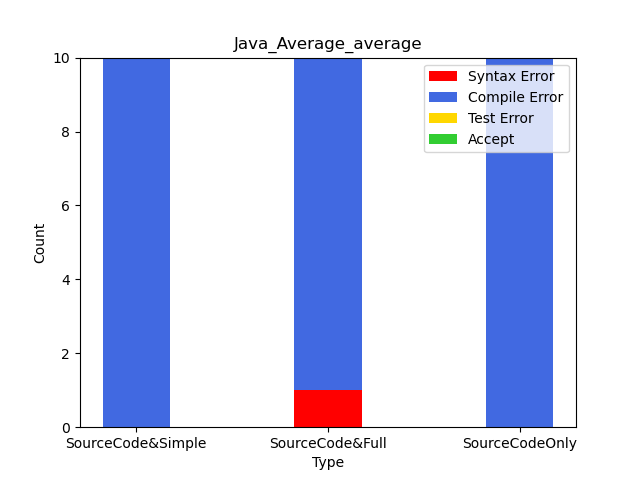 Java_Average_average
Count
10
8
6
4
2
0
Syntax Error
Compile Error
Test Error
Accept
SourceCode&Simple
SourceCode&Full
SourceCodeOnly
Type